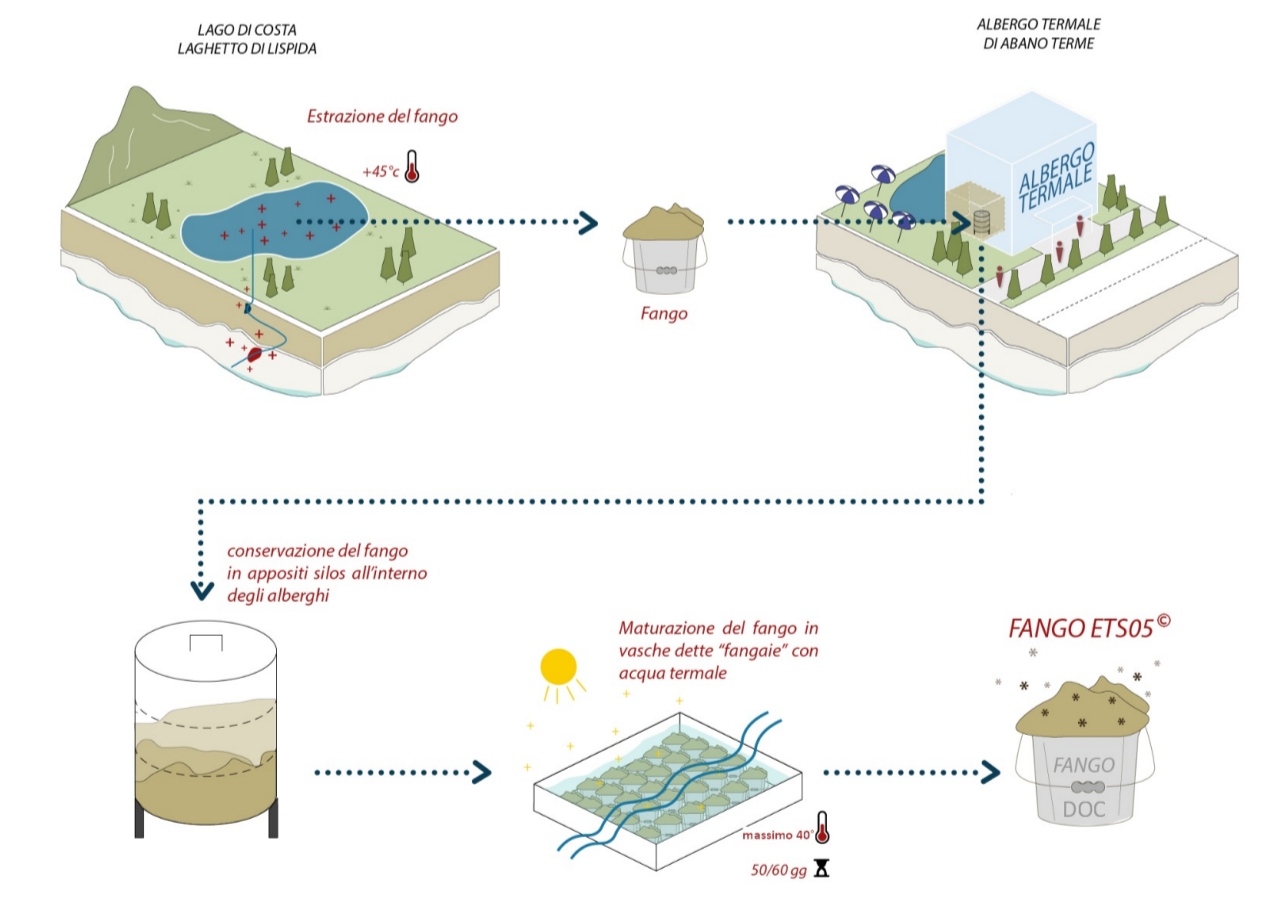 LAGO DI COSTA
LAGHETTO DI LISPIDA
Estrazione del fango
+45°c
Fango
ALBERGO TERMALE
DI ABANO TERME
ALBERGO
TERMALE
conservazione del fango
in appositi silos all'interno
degli alberghi
Maturazione del fango in
vasche dette “fangaie” con
acqua termale
massimo 40°
50/60 gg
FANGO ETS05©
FANGO
DOC